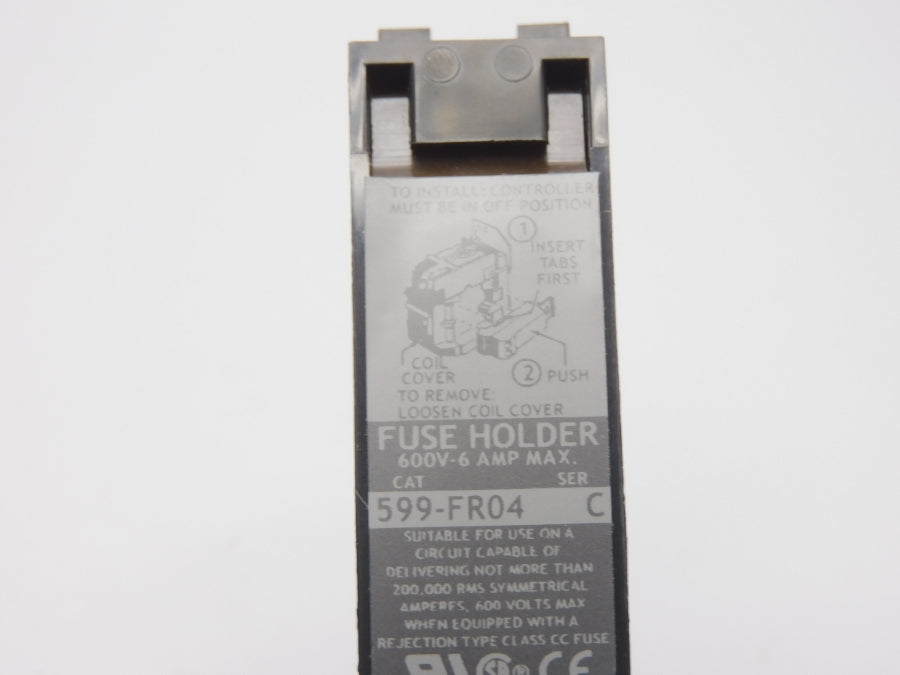 TO INSTALL: CONTROLLER
MUST BE IN OFF POSITION
1
INSERT
TABS
FIRST
COIL
COVER
2 PUSH
TO REMOVE:
LOOSEN COIL COVER
FUSE HOLDER
600V-6 AMP MAX.
CAT SER
599-FR04 C
SUITABLE FOR USE ON A
CIRCUIT CAPABLE OF
DELIVERING NOT MORE THAN
200,000 RMS SYMMETRICAL
AMPERES, 600 VOLTS MAX
WHEN EQUIPPED WITH A
REJECTION TYPE CLASS CC FUSE
UL SA ® CE